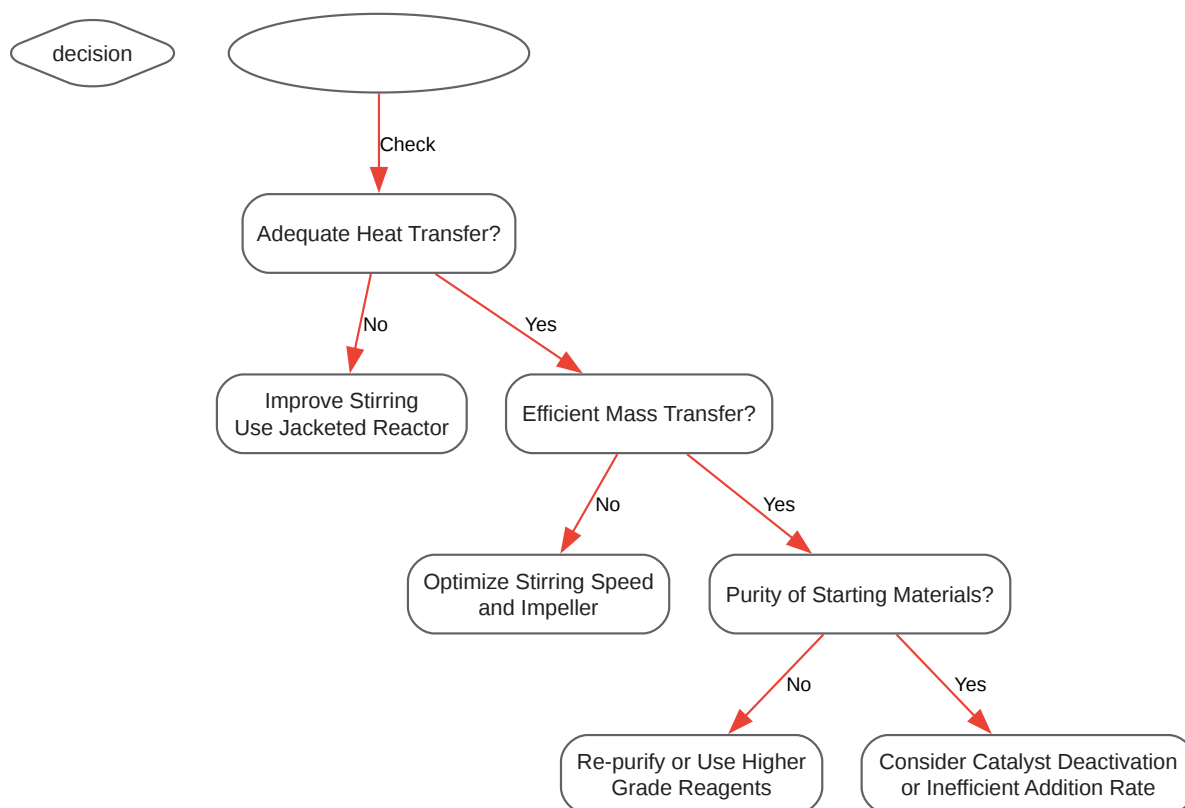 decision
Check
Adequate Heat Transfer?
No
Yes
Improve Stirring
Use Jacketed Reactor
Efficient Mass Transfer?
No
Yes
Optimize Stirring Speed
and Impeller
Purity of Starting Materials?
No
Yes
Re-purify or Use Higher
Grade Reagents
Consider Catalyst Deactivation
or Inefficient Addition Rate